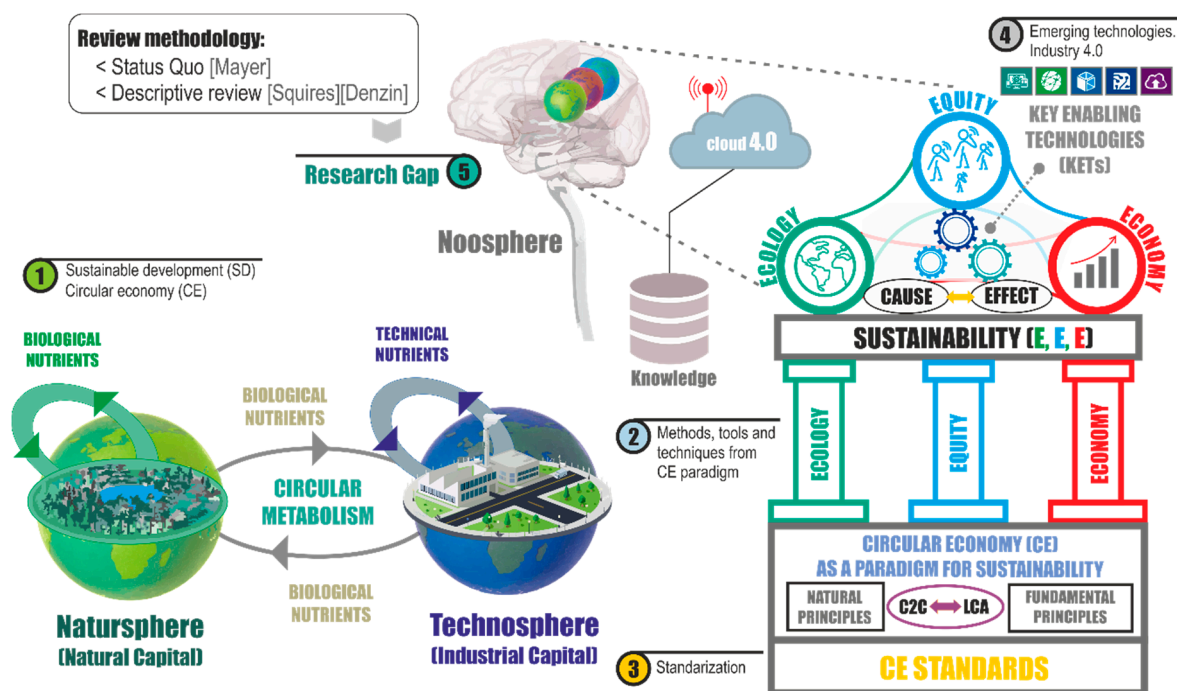 Review methodology:
< Status Quo [Mayer]
< Descriptive review [Squires][Denzin]
Research Gap
5
Noosphere
cloud 4.0
Knowledge
4
Emerging technologies.
Industry 4.0
KEY ENABLING
TECHNOLOGIES
(KETs)
EQUITY
ECOLOGY
ECONOMY
CAUSE
EFFECT
SUSTAINABILITY (E, E, E)
1
Sustainable development (SD)
Circular economy (CE)
BIOLOGICAL
NUTRIENTS
TECHNICAL
NUTRIENTS
BIOLOGICAL
NUTRIENTS
CIRCULAR
METABOLISM
BIOLOGICAL
NUTRIENTS
Natursphere
(Natural Capital)
Technosphere
(Industrial Capital)
2
Methods, tools and
techniques from
CE paradigm
ECOLOGY
EQUITY
ECONOMY
CIRCULAR ECONOMY (CE)
AS A PARADIGM FOR SUSTAINABILITY
NATURAL
PRINCIPLES
C2C
LCA
FUNDAMENTAL
PRINCIPLES
3
Standarization
CE STANDARDS